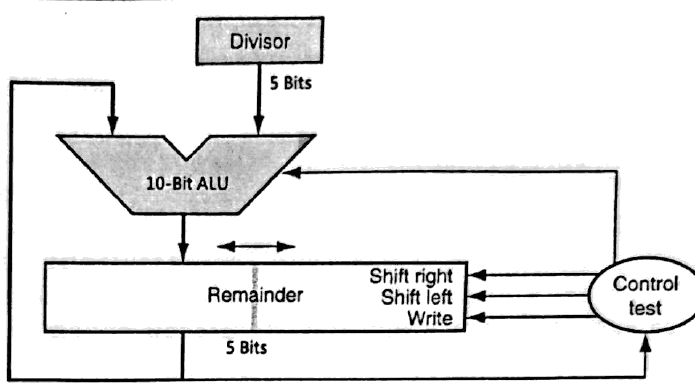 Divisor
5 Bits
10-Bit ALU
Shift right
Remainder
Shift left
Write
Control
test
5 Bits